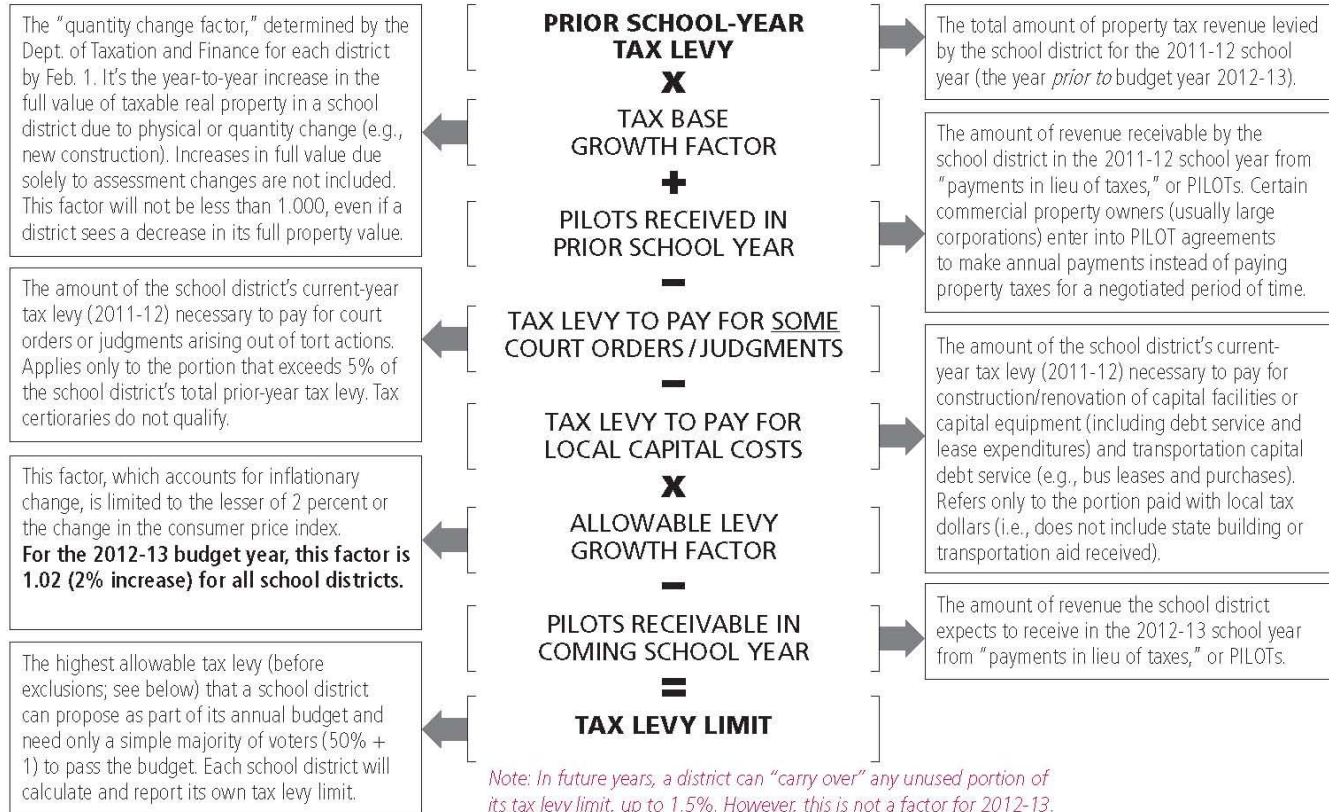 PRIOR SCHOOL-YEAR
TAX LEVY
x
TAX BASE
GROWTH FACTOR
+
PILOTS RECEIVED IN
PRIOR SCHOOL YEAR
–
TAX LEVY TO PAY FOR SOME
COURT ORDERS/JUDGMENTS
–
TAX LEVY TO PAY FOR
LOCAL CAPITAL COSTS
x
ALLOWABLE LEVY
GROWTH FACTOR
–
PILOTS RECEIVABLE IN
COMING SCHOOL YEAR
=
TAX LEVY LIMIT
The “quantity change factor,” determined by the
Dept. of Taxation and Finance for each district
by Feb. 1. It’s the year-to-year increase in the
full value of taxable real property in a school
district due to physical or quantity change (e.g.,
new construction). Increases in full value due
solely to assessment changes are not included.
This factor will not be less than 1.000, even if a
district sees a decrease in its full property value.
The amount of the school district’s current-year
tax levy (2011-12) necessary to pay for court
orders or judgments arising out of tort actions.
Applies only to the portion that exceeds 5% of
the school district’s total prior-year tax levy. Tax
certioraries do not qualify.
This factor, which accounts for inflationary
change, is limited to the lesser of 2 percent or
the change in the consumer price index.
For the 2012-13 budget year, this factor is
1.02 (2% increase) for all school districts.
The highest allowable tax levy (before
exclusions; see below) that a school district
can propose as part of its annual budget and
need only a simple majority of voters (50% +
1) to pass the budget. Each school district will
calculate and report its own tax levy limit.
The total amount of property tax revenue levied
by the school district for the 2011-12 school
year (the year prior to budget year 2012-13).
The amount of revenue receivable by the
school district in the 2011-12 school year from
“payments in lieu of taxes,” or PILOTs. Certain
commercial property owners (usually large
corporations) enter into PILOT agreements
to make annual payments instead of paying
property taxes for a negotiated period of time.
The amount of the school district’s current-
year tax levy (2011-12) necessary to pay for
construction/renovation of capital facilities or
capital equipment (including debt service and
lease expenditures) and transportation capital
debt service (e.g., bus leases and purchases).
Refers only to the portion paid with local tax
dollars (i.e., does not include state building or
transportation aid received).
The amount of revenue the school district
expects to receive in the 2012-13 school year
from “payments in lieu of taxes,” or PILOTs.
Note: In future years, a district can “carry over” any unused portion of
its tax levy limit, up to 1.5%. However, this is not a factor for 2012-13.